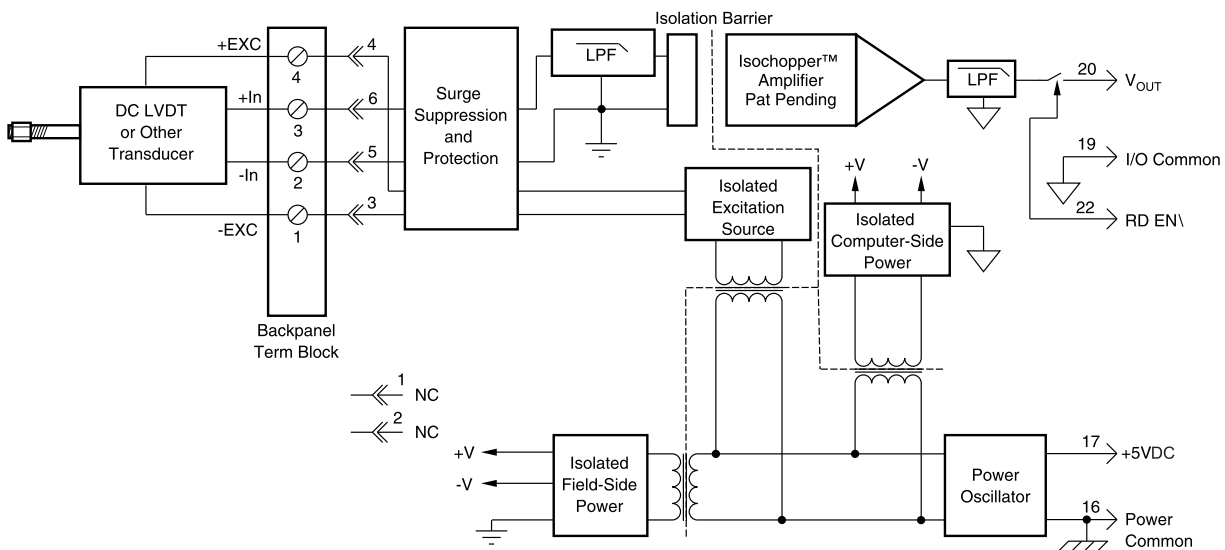 Isolation Barrier
+EXC
4
4
+In
3
6
-In
2
5
-EXC
1
3
DC LVDT
or Other
Transducer
Backpanel
Term Block
Surge
Suppression
and
Protection
LPF
Isochopper™
Amplifier
Pat Pending
LPF
20
VOUT
19
I/O Common
22
RD EN\
Isolated
Excitation
Source
+V
-V
Isolated
Computer-Side
Power
1
NC
2
NC
+V
-V
Isolated
Field-Side
Power
Power
Oscillator
17
+5VDC
16
Power
Common